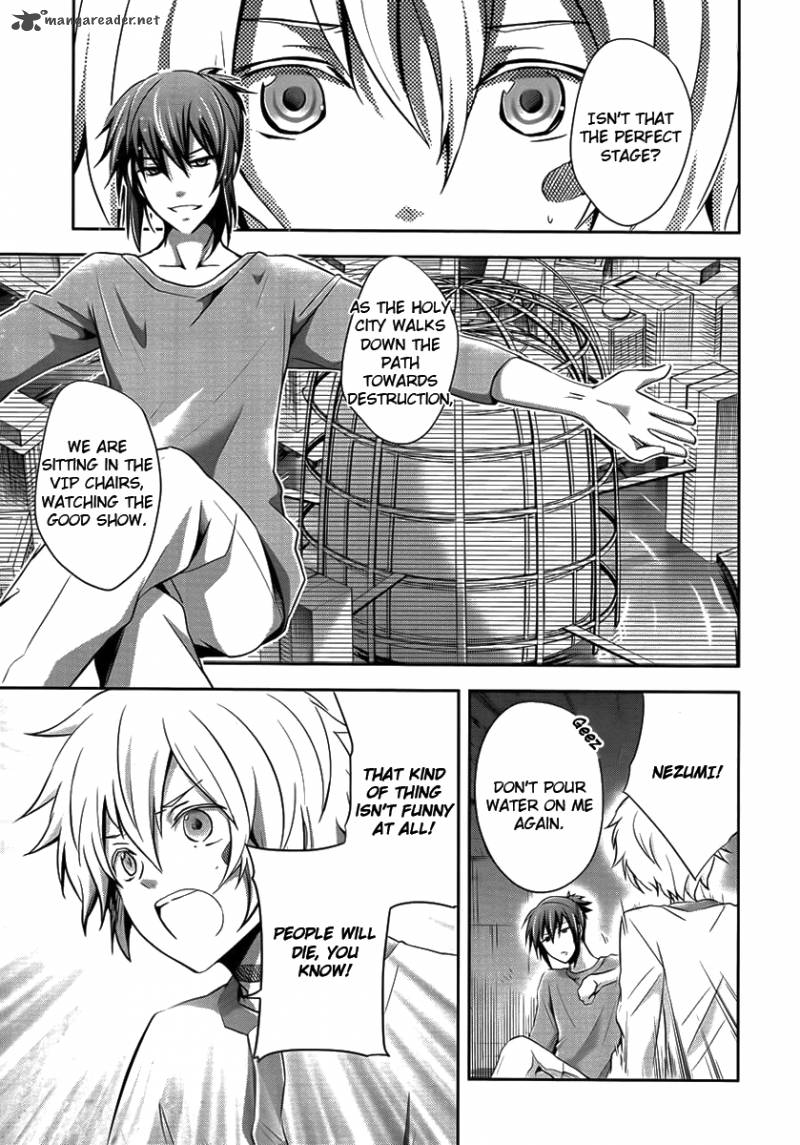 mangareader.net
ISN'T THAT
THE PERFECT
STAGE?
AS THE HOLY
CITY WALKS
DOWN THE
PATH
TOWARDS
DESTRUCTION,
WE ARE
SITTING IN THE
VIP CHAIRS,
WATCHING THE
GOOD SHOW.
NEZUMI!
Geez
DON'T POUR
WATER ON ME
AGAIN.
THAT KIND
OF THING
ISN'T FUNNY
AT ALL!
PEOPLE WILL
DIE, YOU
KNOW!